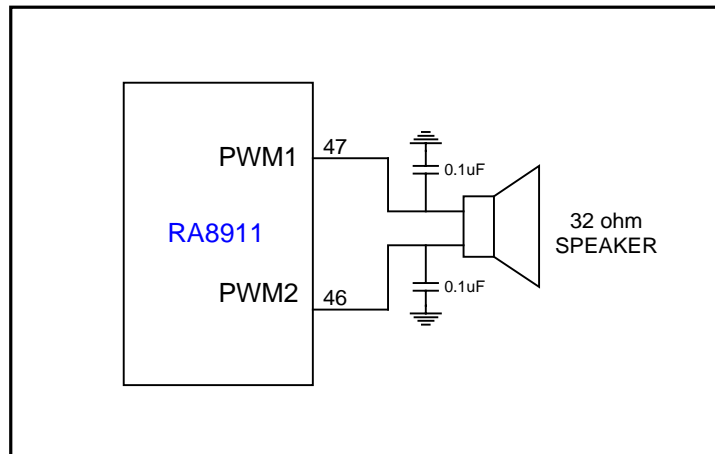 PWM1
47
0.1uF
RA8911
32 ohm
SPEAKER
PWM2
46
0.1uF